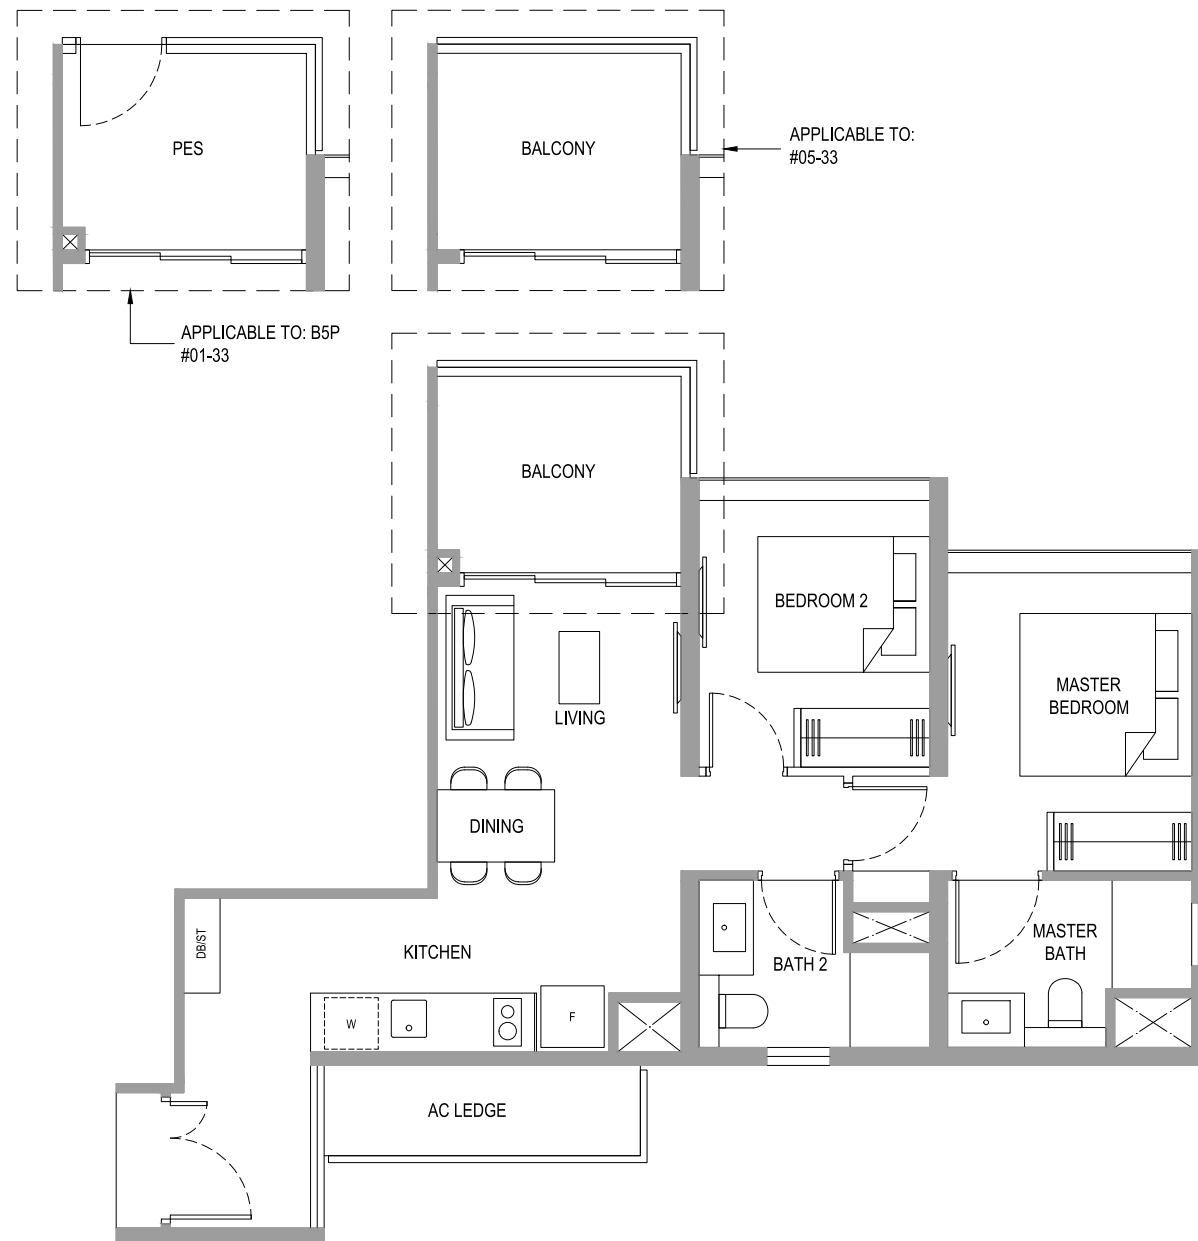 PES
BALCONY
APPLICABLE TO:
#05-33
APPLICABLE TO: B5P
#01-33
BALCONY
BEDROOM 2
MASTER
BEDROOM
LIVING
DINING
DB/ST
KITCHEN
BATH 2
MASTER
BATH
W
F
AC LEDGE